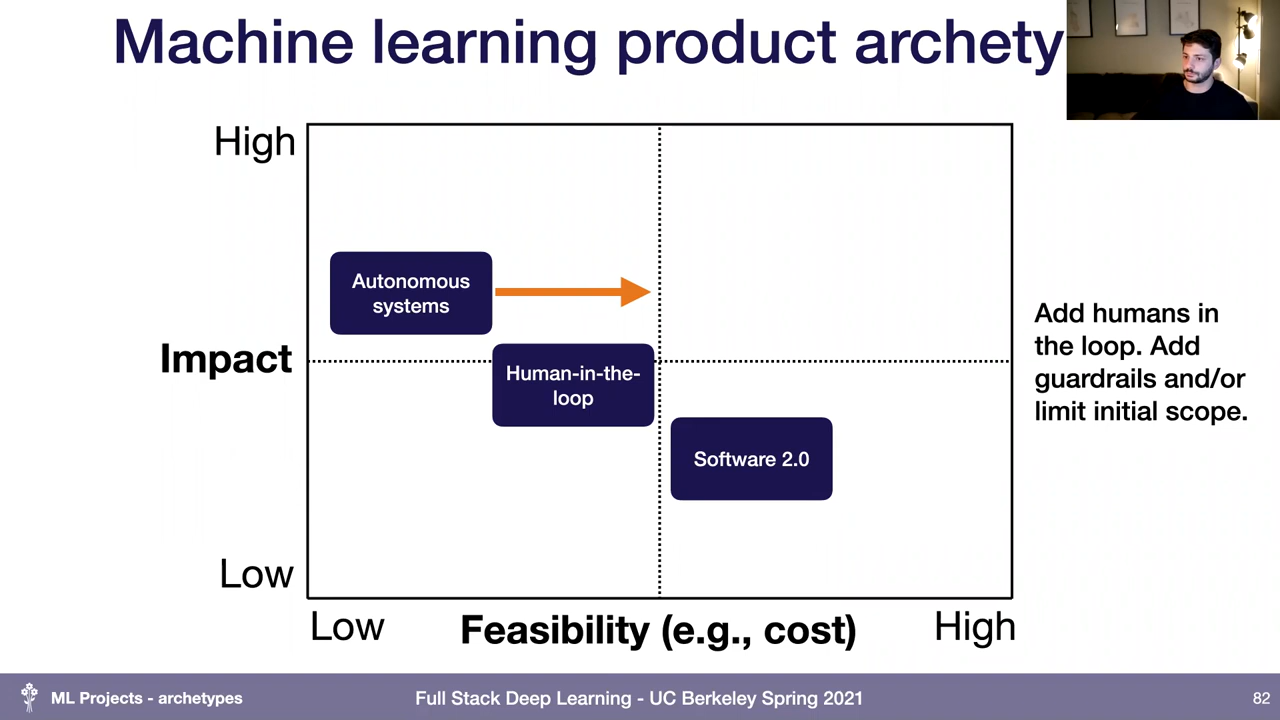 Machine learning product archety
High
Autonomous
systems
Impact
Human-in-the-
loop
Software 2.0
Low
Low
Feasibility (e.g., cost)
High
Add humans in
the loop. Add
guardrails and/or
limit initial scope.
ML Projects - archetypes
Full Stack Deep Learning - UC Berkeley Spring 2021
82